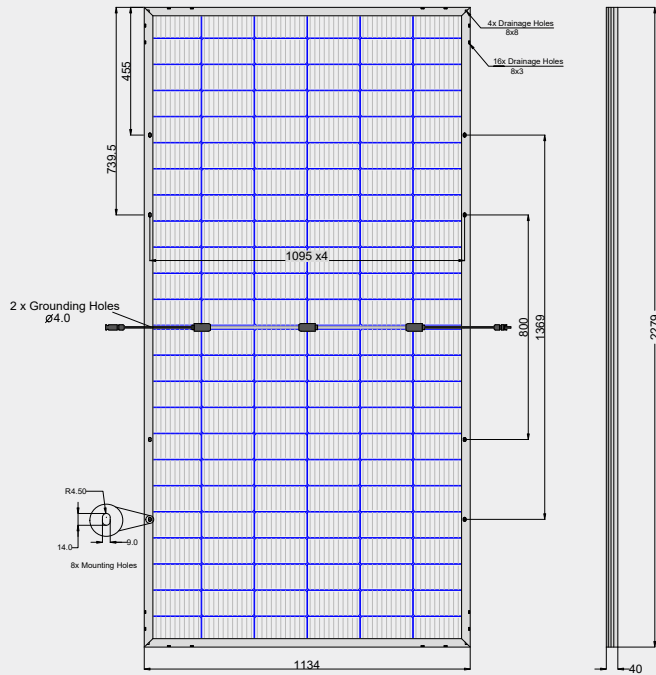 4x Drainage Holes
8x8
16x Drainage Holes
8x3
455
739.5
1095 x4
2 x Grounding Holes
Ø4.0
800
1369
2279
R4.50
14.0
9.0
8x Mounting Holes
1134
40